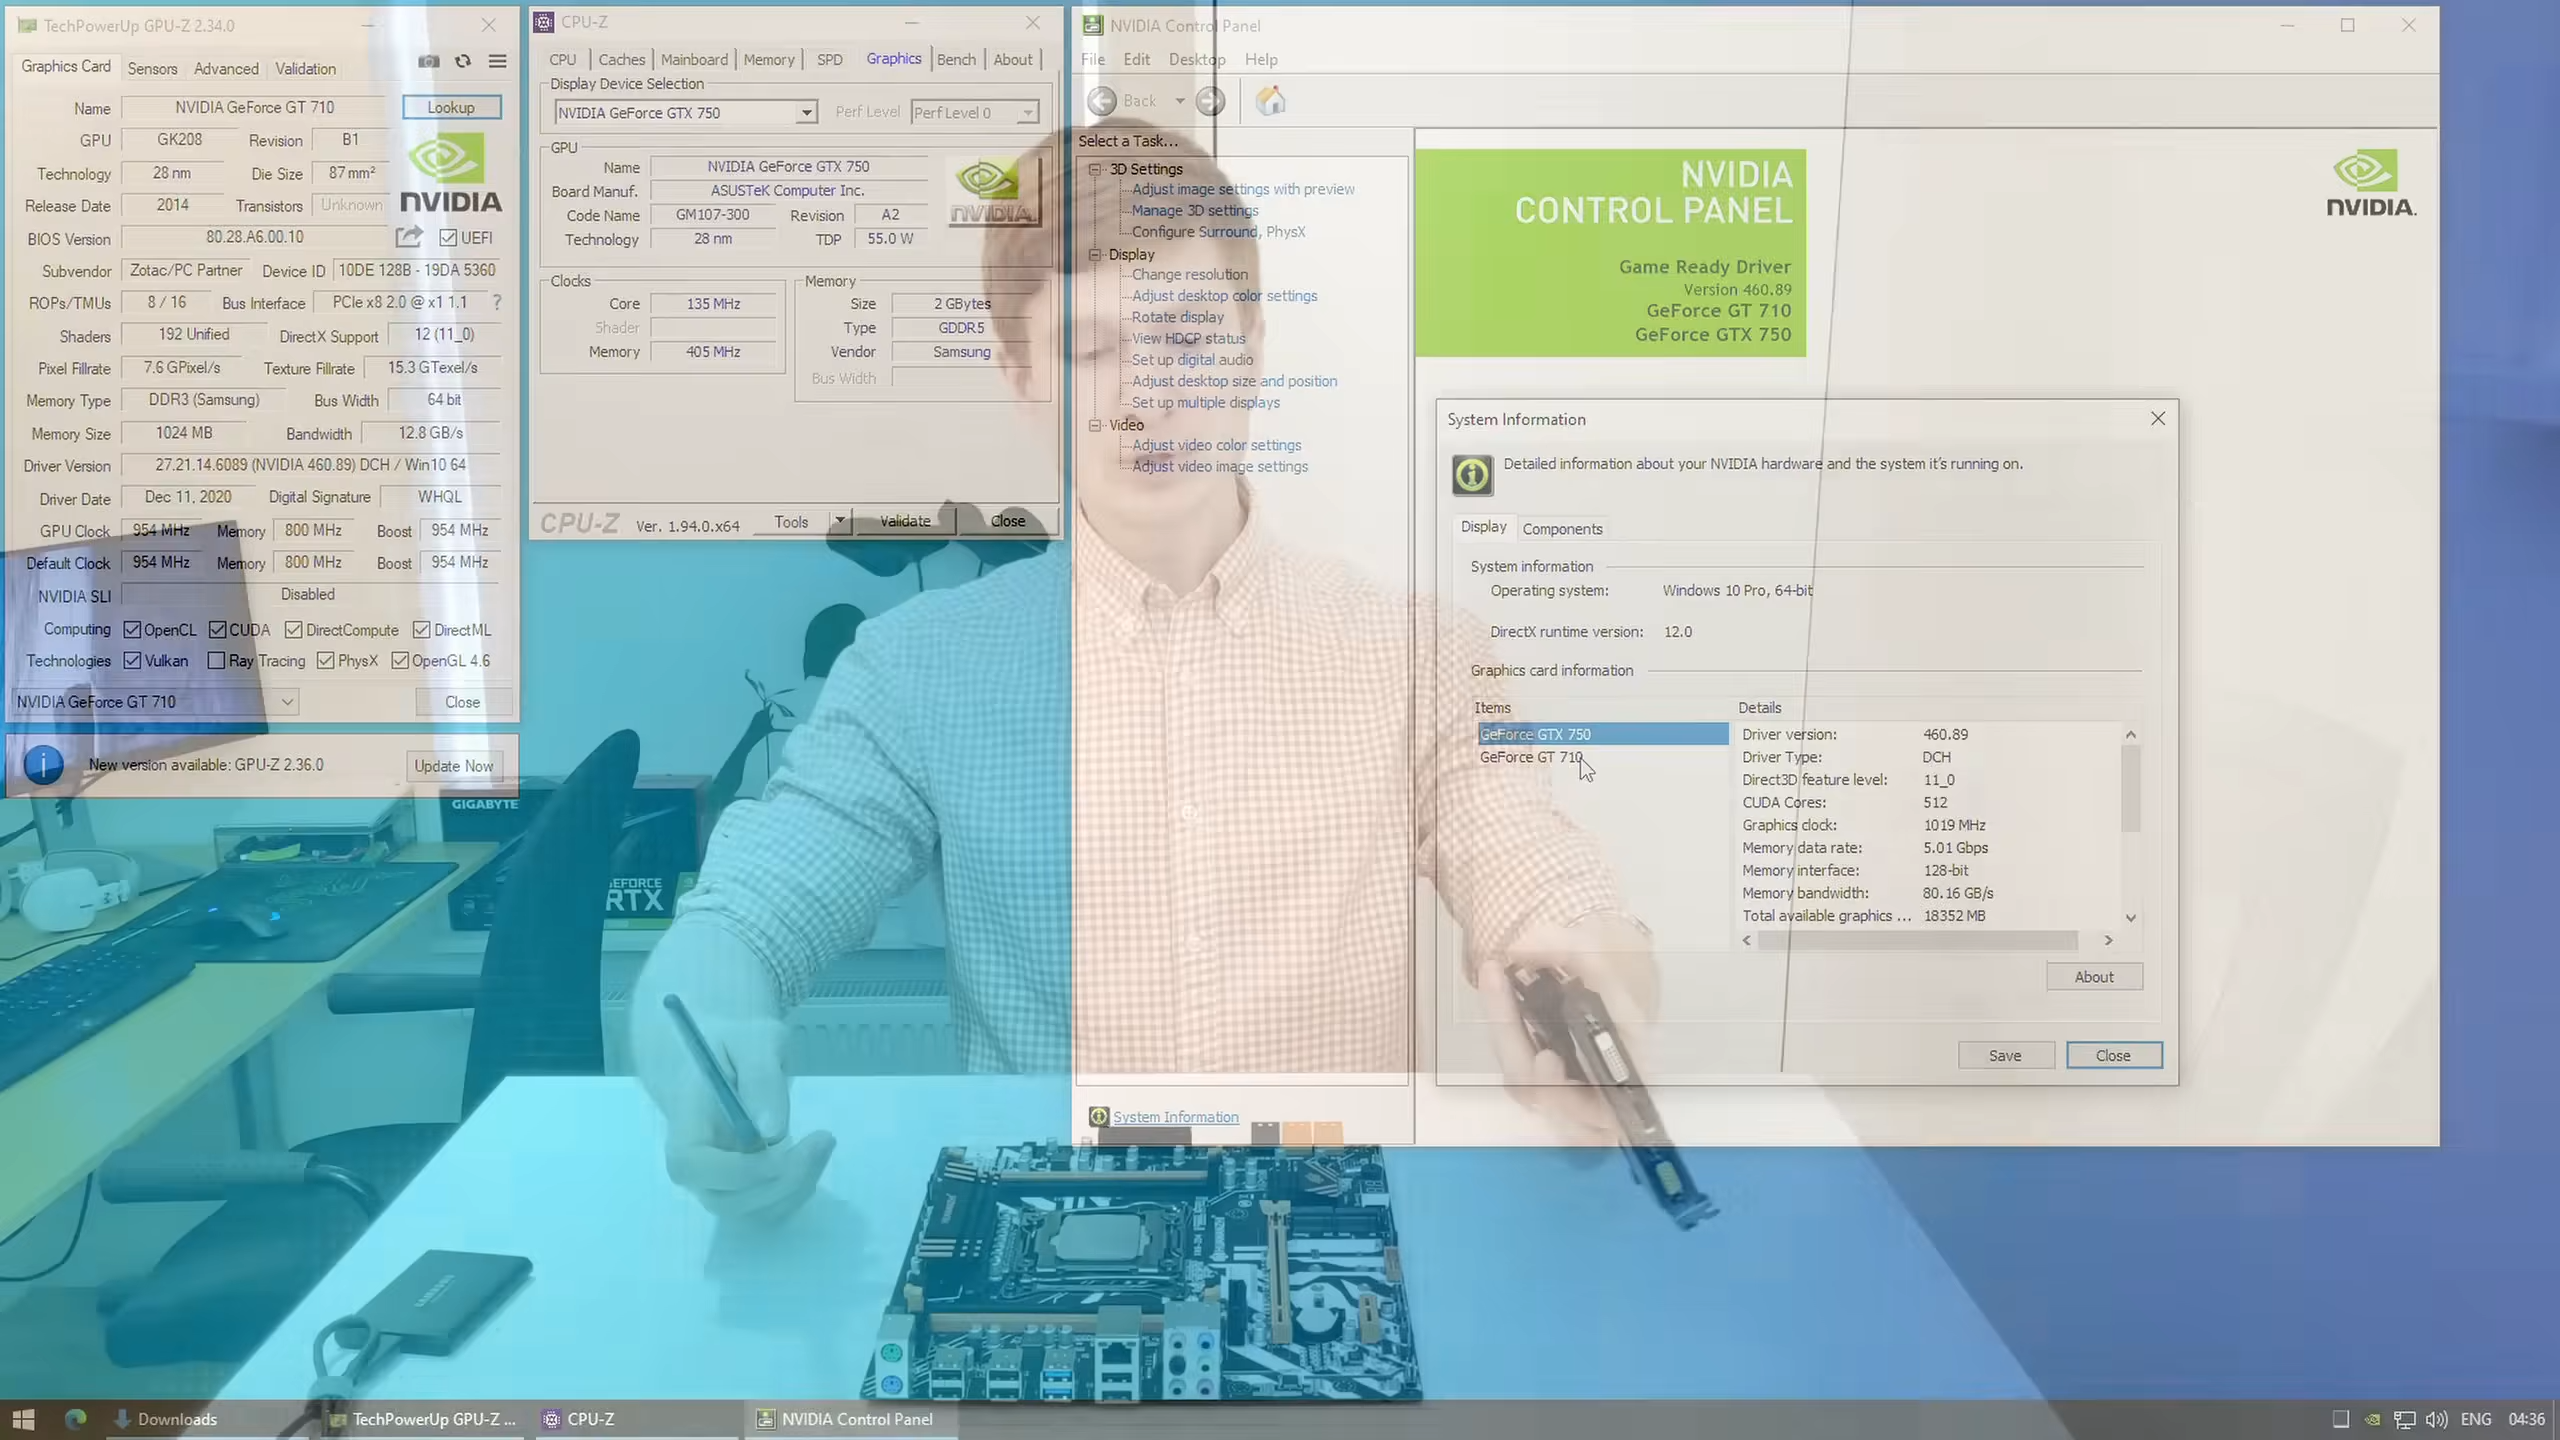 TechPowerUp GPU-Z 2.34.0
Graphics Card Sensors Advanced Validation
Name NVIDIA GeForce GT 710 Lookup
GPU GK208 Revision B1
Technology 28 nm Die Size 87 mm²
Release Date 2014 Transistors Unknown
NVIDIA
BIOS Version 80.28.A6.00.10 UEFI
Subvendor Zotac/PC Partner Device ID 10DE 128B - 19DA 5360
ROPs/TMUs 8 / 16 Bus Interface PCIe x8 2.0 @ x1 1.1 ?
Shaders 192 Unified DirectX Support 12 (11_0)
Pixel Fillrate 7.6 GPixel/s Texture Fillrate 15.3 GTexel/s
Memory Type DDR3 (Samsung) Bus Width 64 bit
Memory Size 1024 MB Bandwidth 12.8 GB/s
Driver Version 27.21.14.6089 (NVIDIA 460.89) DCH / Win10 64
Driver Date Dec 11, 2020 Digital Signature WHQL
GPU Clock 954 MHz Memory 800 MHz Boost 954 MHz
Default Clock 954 MHz Memory 800 MHz Boost 954 MHz
NVIDIA SLI Disabled
Computing OpenCL CUDA DirectCompute DirectML
Technologies Vulkan Ray Tracing PhysX OpenGL 4.6
NVIDIA GeForce GT 710 Close
New version available: GPU-Z 2.36.0 Update Now
CPU-Z
CPU Caches Mainboard Memory SPD Graphics Bench About
Display Device Selection
NVIDIA GeForce GTX 750 Perf Level Perf Level 0
GPU
Name NVIDIA GeForce GTX 750
Board Manuf. ASUSTeK Computer Inc.
Code Name GM107-300 Revision A2
Technology 28 nm TDP 55.0 W
NVIDIA
Clocks
Core 135 MHz
Shader
Memory 405 MHz
Memory
Size 2 GBytes
Type GDDR5
Vendor Samsung
Bus Width
CPU-Z Ver. 1.94.0.x64 Tools Validate Close
NVIDIA Control Panel
File Edit Desktop Help
Back
Select a Task...
3D Settings
Adjust image settings with preview
Manage 3D settings
Configure Surround, PhysX
Display
Change resolution
Adjust desktop color settings
Rotate display
View HDCP status
Set up digital audio
Adjust desktop size and position
Set up multiple displays
Video
Adjust video color settings
Adjust video image settings
System Information
NVIDIA
CONTROL PANEL
Game Ready Driver
Version 460.89
GeForce GT 710
GeForce GTX 750
NVIDIA.
System Information
Detailed information about your NVIDIA hardware and the system it's running on.
Display Components
System information
Operating system: Windows 10 Pro, 64-bit
DirectX runtime version: 12.0
Graphics card information
Items
GeForce GTX 750
GeForce GT 710
Details
Driver version: 460.89
Driver Type: DCH
Direct3D feature level: 11_0
CUDA Cores: 512
Graphics clock: 1019 MHz
Memory data rate: 5.01 Gbps
Memory interface: 128-bit
Memory bandwidth: 80.16 GB/s
Total available graphics ... 18352 MB
About
Save Close
GIGABYTE
GEFORCE
RTX
SAMSUNG
Downloads TechPowerUp GPU-Z ... CPU-Z NVIDIA Control Panel ENG 04:36